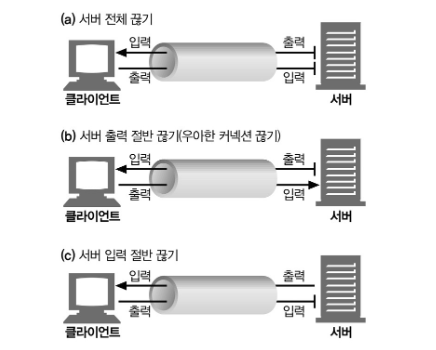 (a) 서버 전체 끊기
입력 출력
출력 입력
클라이언트 서버
(b) 서버 출력 절반 끊기(우아한 커넥션 끊기)
입력 출력
출력 입력
클라이언트 서버
(c) 서버 입력 절반 끊기
입력 출력
출력 입력
클라이언트 서버